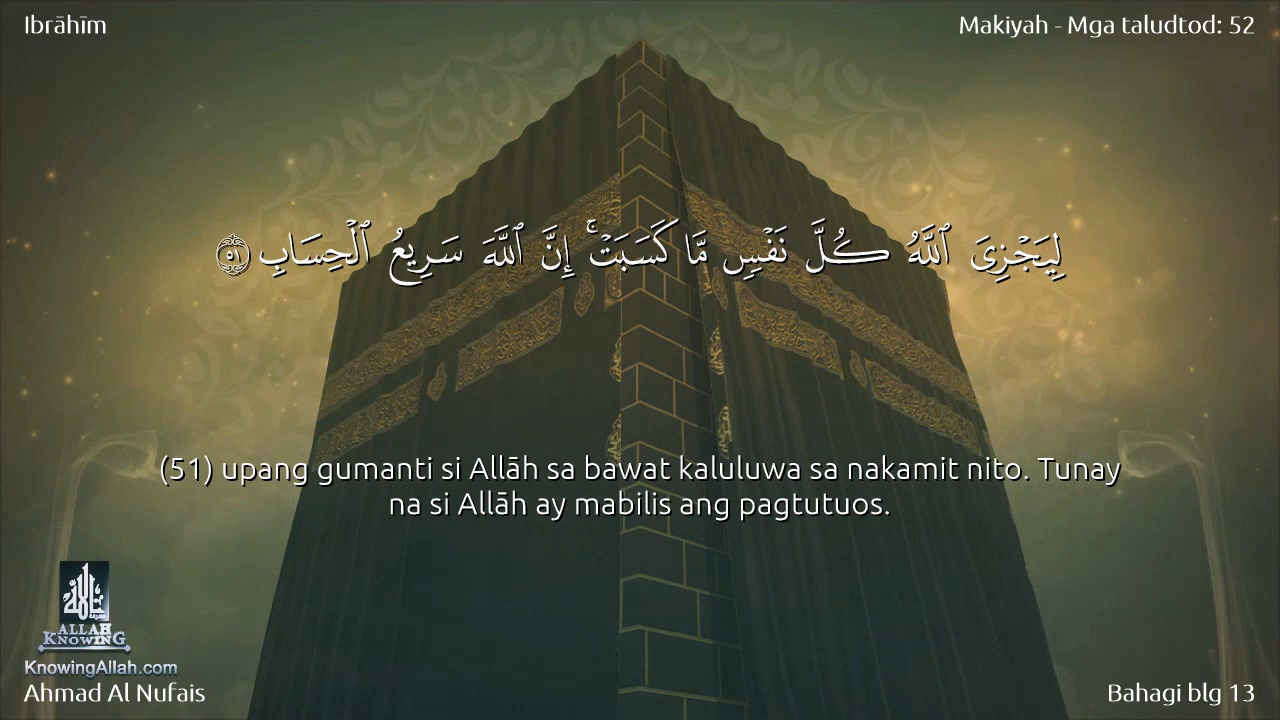 Ibrāhīm
Makiyah - Mga taludtod: 52
لِيَجْزِىَ ٱللَّهُ كُلَّ نَفْسٍ مَّا كَسَبَتْ ۚ إِنَّ ٱللَّهَ سَرِيعُ ٱلْحِسَابِ ٥١
(51) upang gumanti si Allāh sa bawat kaluluwa sa nakamit nito. Tunay
na si Allāh ay mabilis ang pagtutuos.
ALLAH
KNOWING
KnowingAllah.com
Ahmad Al Nufais
Bahagi blg 13